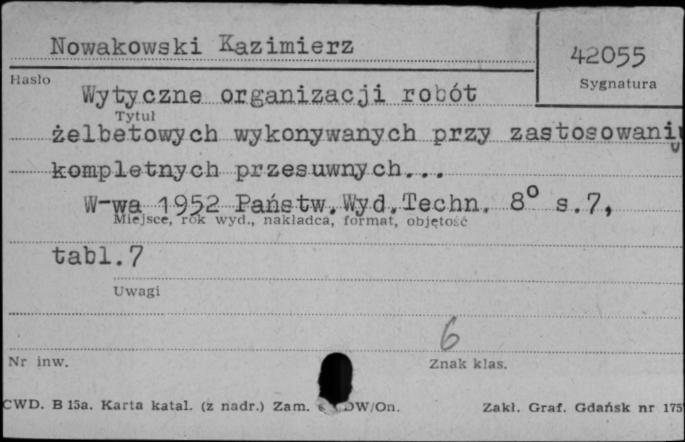 Nowakowski Kazimierz
42055
Hasło
Sygnatura
Wytyczne organizacji robót
Tytuł
żelbetowych wykonywanych przy zastosowaniu
kompletnych przesuwnych...
W-wa 1952 Państw.Wyd.Techn. 8° s.7,
Miejsce, rok wyd., nakładca, format, objętość
tabl.7
Uwagi
6
Nr inw.
Znak klas.
CWD. B 15a. Karta katal. (z nadr.) Zam. DW/On.
Zakł. Graf. Gdańsk nr 175